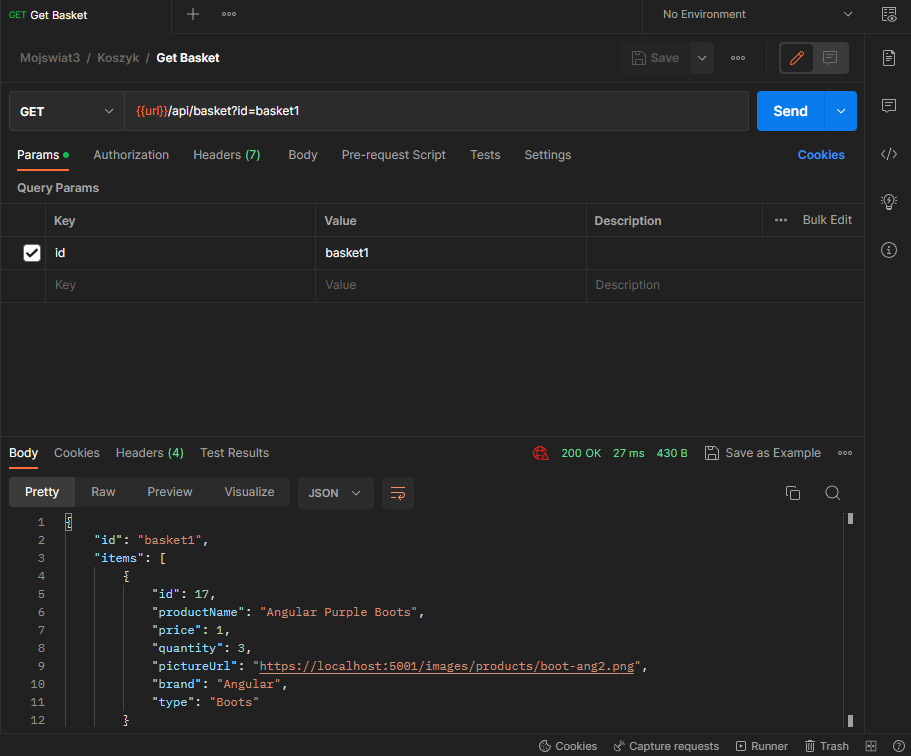 GET Get Basket
No Environment
Mojswiat3 / Koszyk / Get Basket
Save
GET
{{url}}/api/basket?id=basket1
Send
Params Authorization Headers (7) Body Pre-request Script Tests Settings Cookies
Query Params
Key Value Description Bulk Edit
id basket1
Key Value Description
Body Cookies Headers (4) Test Results 200 OK 27 ms 430 B Save as Example
Pretty Raw Preview Visualize JSON
1 {
2 "id": "basket1",
3 "items": [
4 {
5 "id": 17,
6 "productName": "Angular Purple Boots",
7 "price": 1,
8 "quantity": 3,
9 "pictureUrl": "https://localhost:5001/images/products/boot-ang2.png",
10 "brand": "Angular",
11 "type": "Boots"
12 }
Cookies Capture requests Runner Trash